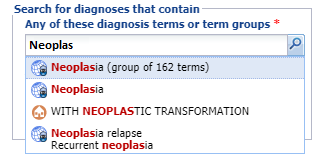 Search for diagnoses that contain
Any of these diagnosis terms or term groups *
Neoplas
Neoplasia (group of 162 terms)
Neoplasia
WITH NEOPLASTIC TRANSFORMATION
Neoplasia relapse
Recurrent neoplasia